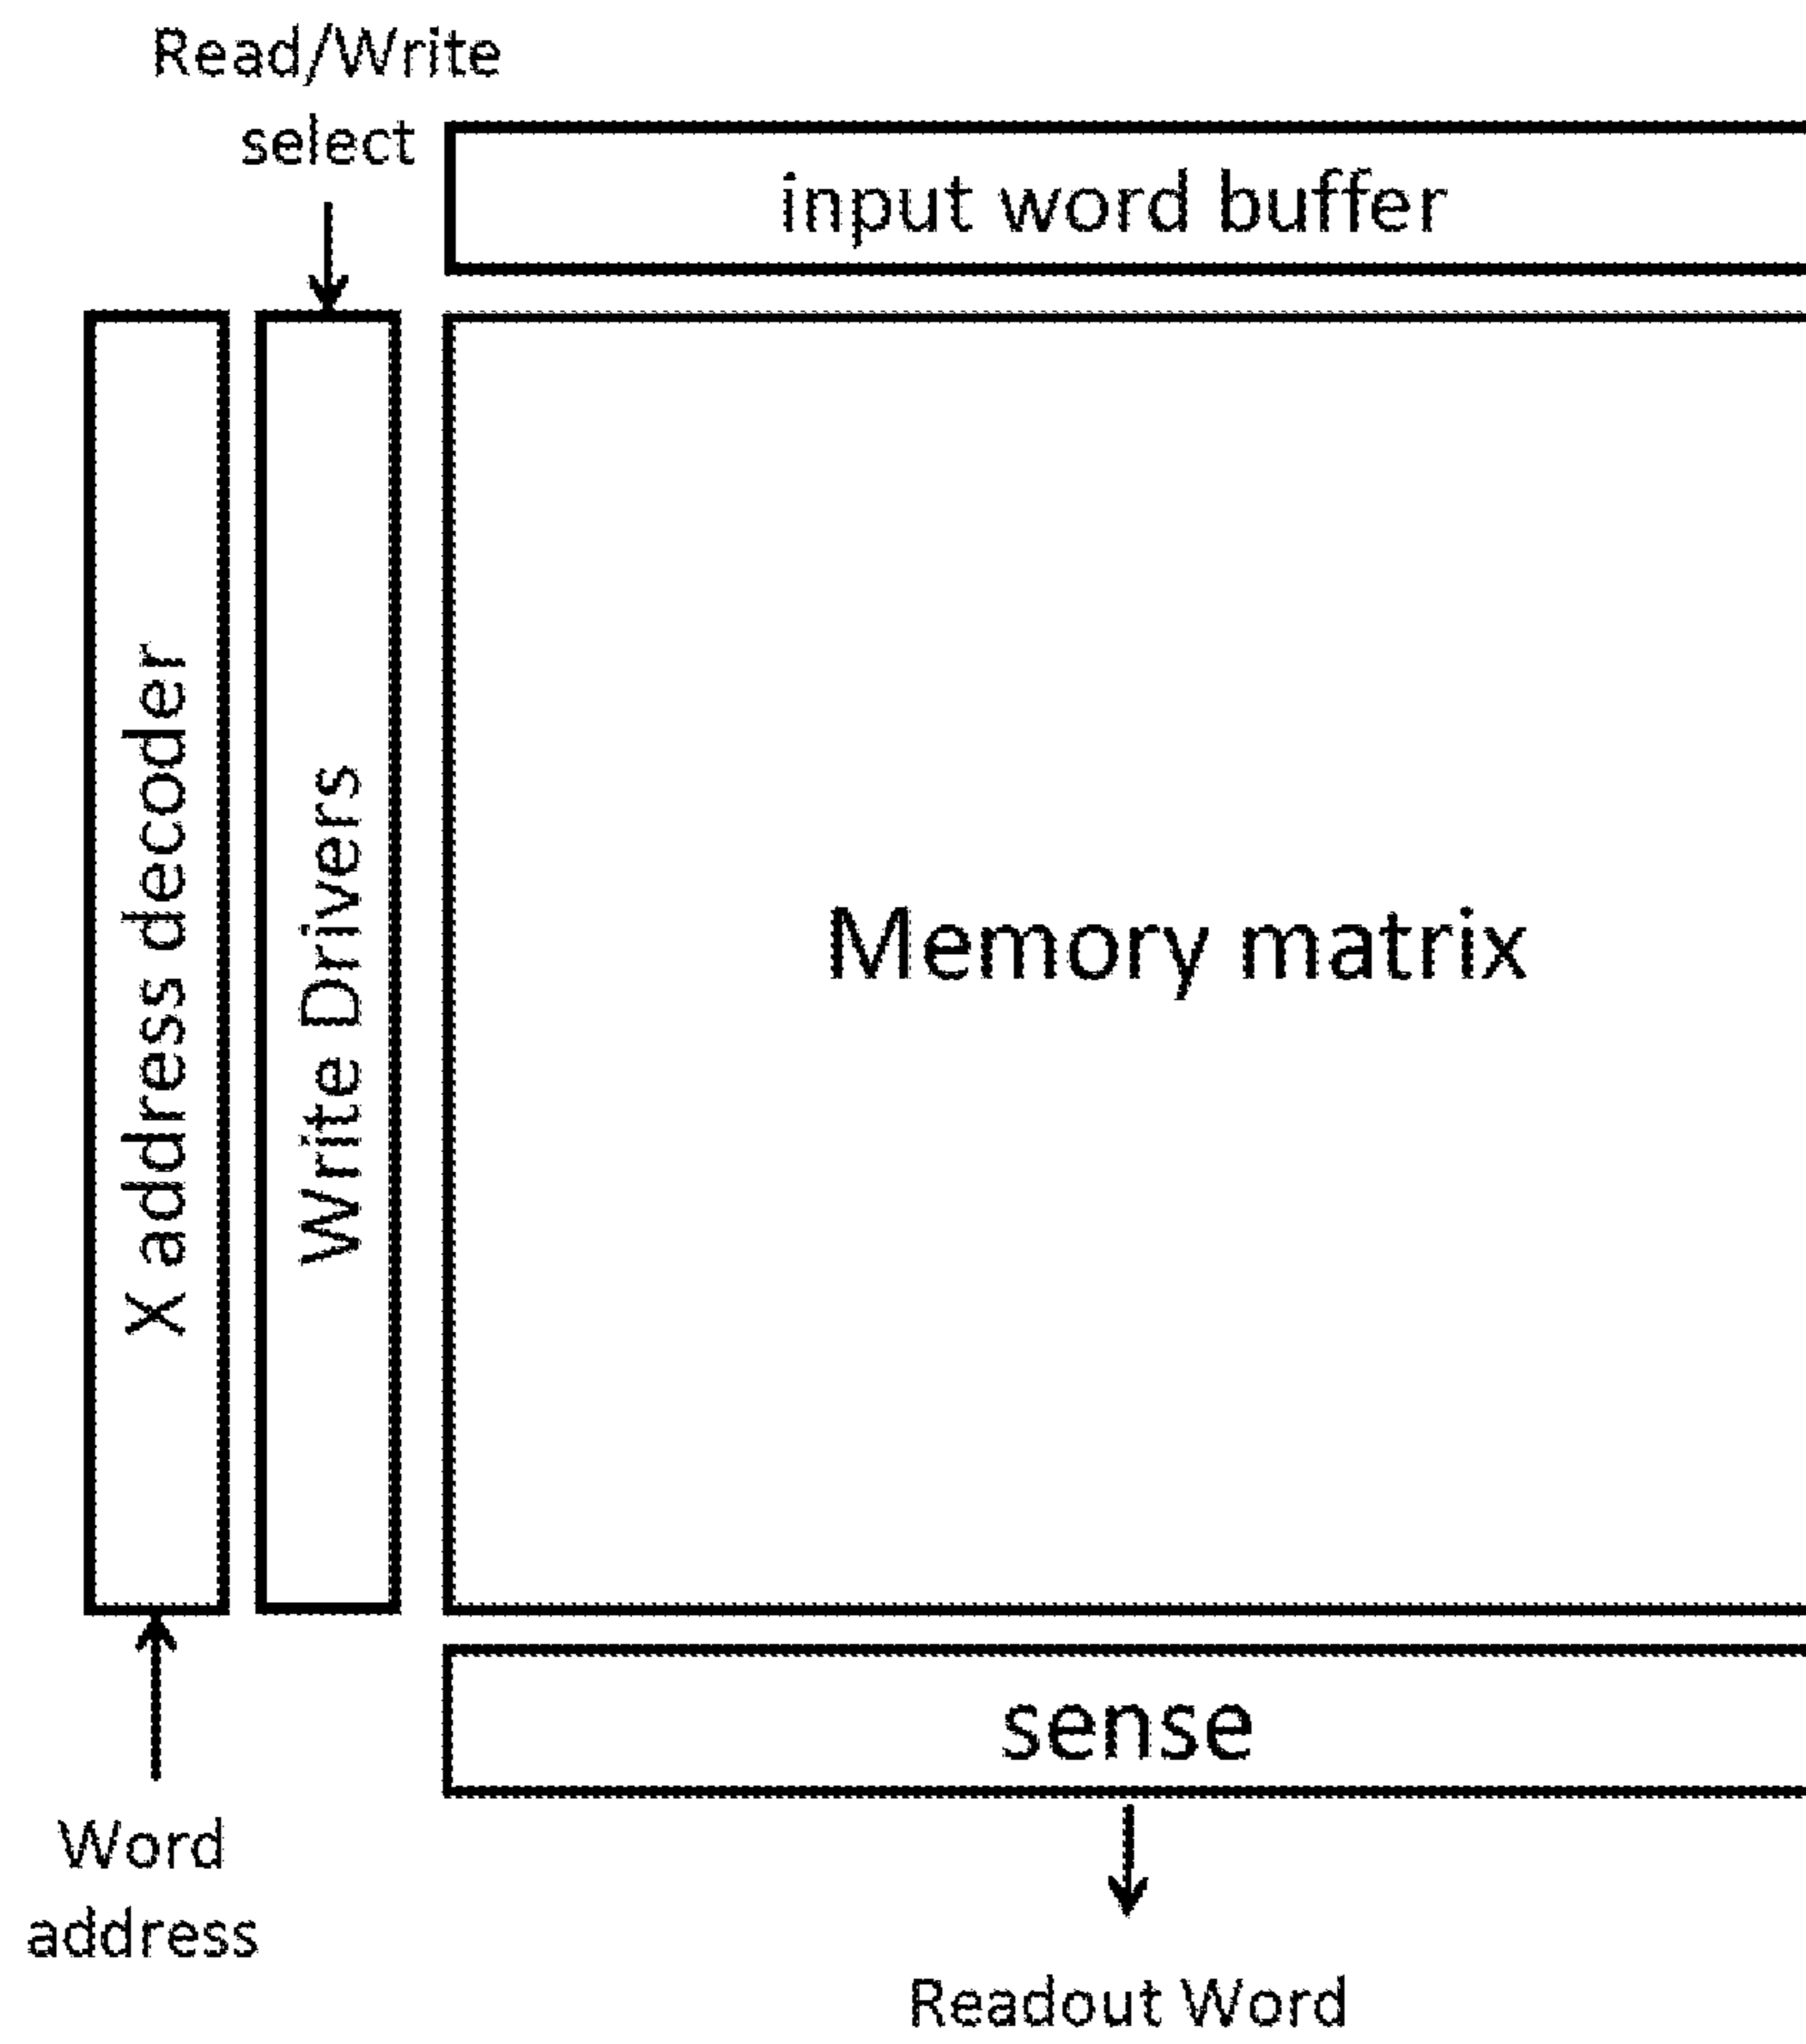 Read/Write
select
input word buffer
X address decoder
Write Drivers
Memory matrix
sense
Word
address
Readout Word